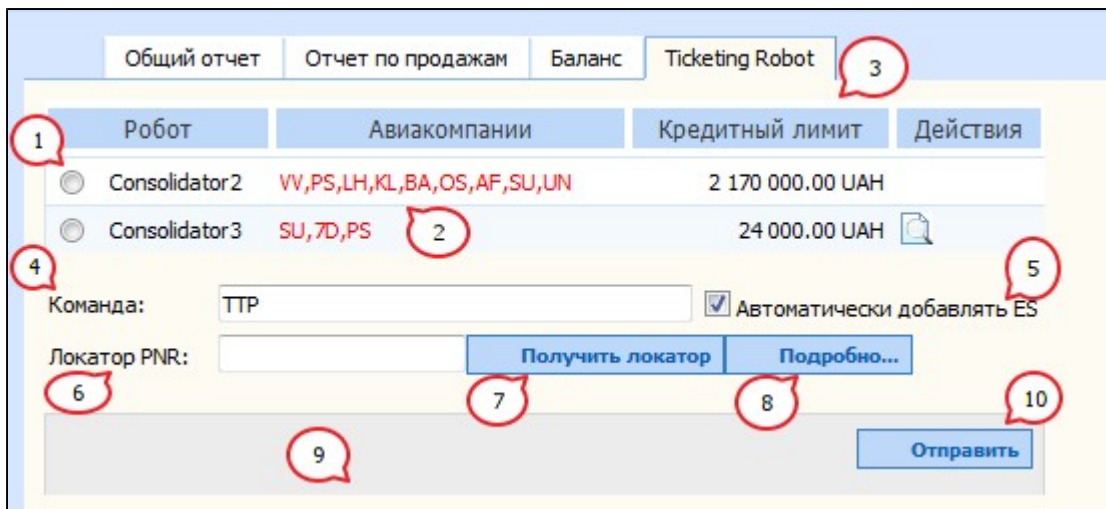 Общий отчет Отчет по продажам Баланс Ticketing Robot 3
1 Робот Авиакомпании Кредитный лимит Действия
Consolidator2 VV,PS,LH,KL,BA,OS,AF,SU,UN 2 170 000.00 UAH
Consolidator3 SU,7D,PS 2 24 000.00 UAH
4 5
Команда: TTP Автоматически добавлять ES
Локатор PNR: Получить локатор Подробно...
6 7 8 10
9 Отправить